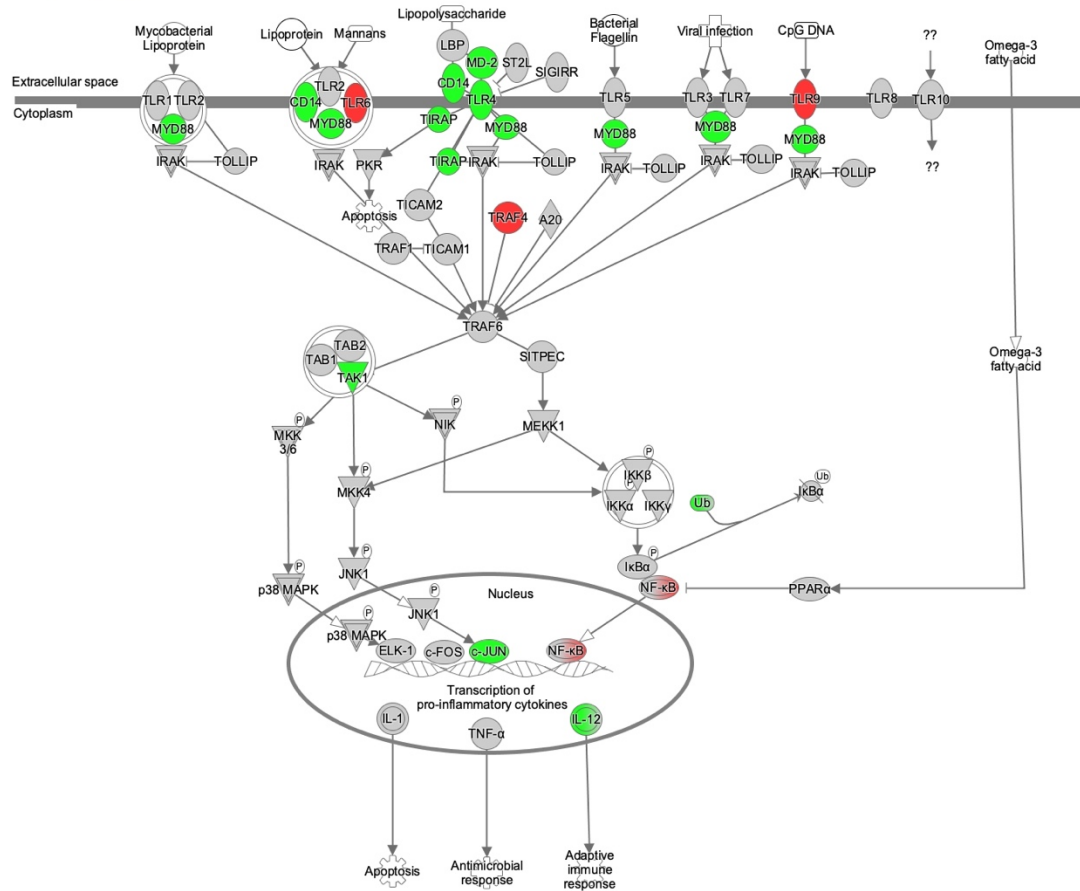 Lipopolysaccharide
Mycobacterial
Lipoprotein
Lipoprotein
Mannans
Bacterial
Flagellin
Viral infection
CpG DNA
??
Omega-3
fatty-acid
LBP
MD-2
ST2L
SIGIRR
Extracellular space
Cytoplasm
TLR1
TLR2
MYD88
IRAK
TOLLIP
TLR2
CD14
TLR6
MYD88
IRAK
PKR
Apoptosis
CD14
TLR4
TIRAP
MYD88
TIRAP
IRAK
TOLLIP
TICAM2
TRAF1
TICAM1
TRAF4
A20
TLR5
MYD88
IRAK
TOLLIP
TLR3
TLR7
MYD88
IRAK
TOLLIP
TLR9
MYD88
IRAK
TOLLIP
TLR8
TLR10
??
TRAF6
TAB2
TAB1
TAK1
SITPEC
Omega-3
fatty-acid
P
MKK
3/6
P
NIK
MEKK1
P
MKK4
P
IKKβ
P
IKKα
IKKγ
Ub
Ub
IκBα
P
IκBα
NF-κB
PPARα
P
p38 MAPK
P
JNK1
Nucleus
P
JNK1
P
p38 MAPK
ELK-1
c-FOS
c-JUN
NF-κB
Transcription of
pro-inflammatory cytokines
IL-1
TNF-α
IL-12
Apoptosis
Antimicrobial
response
Adaptive
immune
response